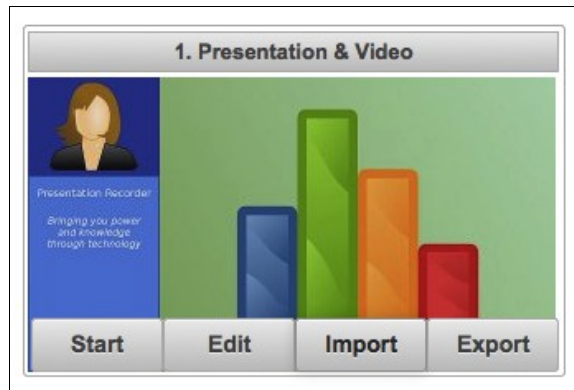 1. Presentation & Video
Presentation Recorder
Bringing you power
and knowledge
through technology
Start Edit Import Export